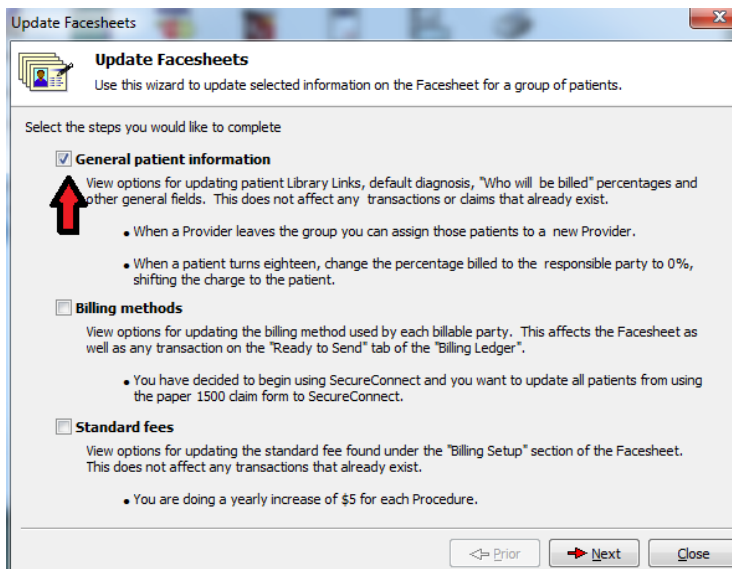 Update Facesheets
Update Facesheets
Use this wizard to update selected information on the Facesheet for a group of patients.
Select the steps you would like to complete
General patient information
View options for updating patient Library Links, default diagnosis, "Who will be billed" percentages and
other general fields. This does not affect any transactions or claims that already exist.
• When a Provider leaves the group you can assign those patients to a new Provider.
• When a patient turns eighteen, change the percentage billed to the responsible party to 0%,
shifting the charge to the patient.
Billing methods
View options for updating the billing method used by each billable party. This affects the Facesheet as
well as any transaction on the "Ready to Send" tab of the "Billing Ledger".
• You have decided to begin using SecureConnect and you want to update all patients from using
the paper 1500 claim form to SecureConnect.
Standard fees
View options for updating the standard fee found under the "Billing Setup" section of the Facesheet.
This does not affect any transactions that already exist.
• You are doing a yearly increase of $5 for each Procedure.
Prior Next Close